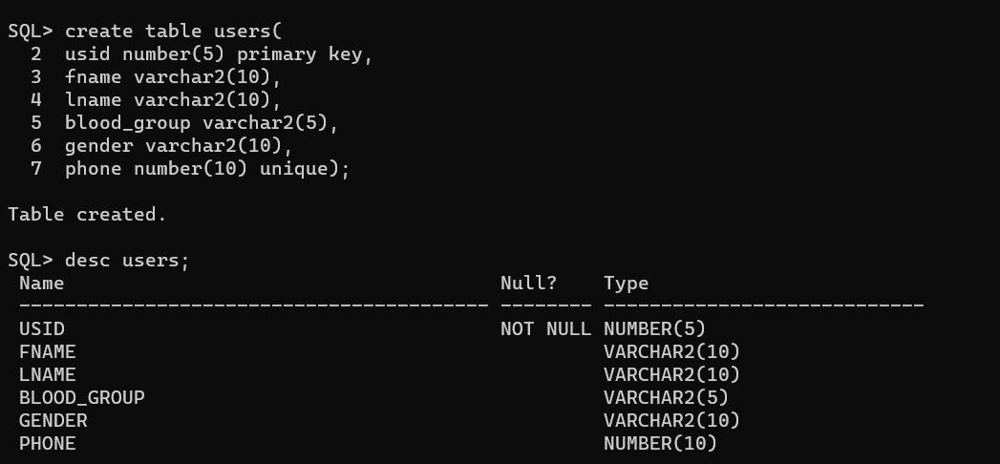 SQL> create table users(
  2  usid number(5) primary key,
  3  fname varchar2(10),
  4  lname varchar2(10),
  5  blood_group varchar2(5),
  6  gender varchar2(10),
  7  phone number(10) unique);
Table created.
SQL> desc users;
 Name                                      Null?    Type
 ----------------------------------------- -------- ----------------------------
 USID                                      NOT NULL NUMBER(5)
 FNAME                                              VARCHAR2(10)
 LNAME                                              VARCHAR2(10)
 BLOOD_GROUP                                        VARCHAR2(5)
 GENDER                                             VARCHAR2(10)
 PHONE                                              NUMBER(10)